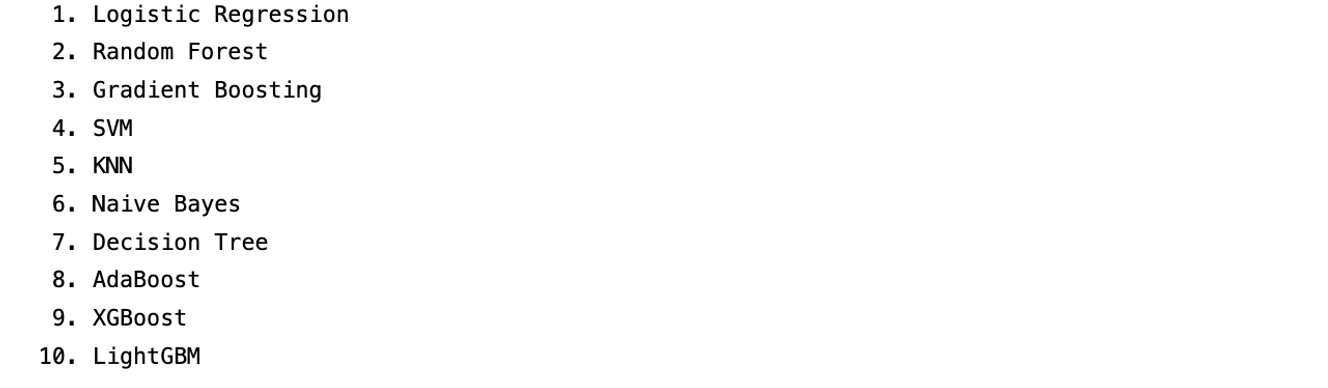 1. Logistic Regression
2. Random Forest
3. Gradient Boosting
4. SVM
5. KNN
6. Naive Bayes
7. Decision Tree
8. AdaBoost
9. XGBoost
10. LightGBM